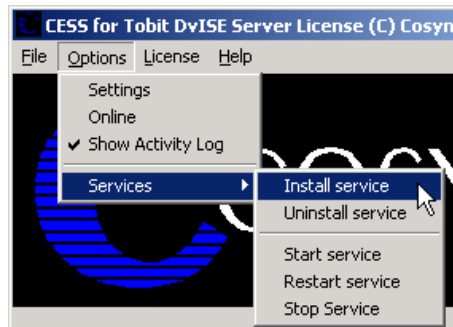 CESS for Tobit DvISE Server License (C) Cosyn
File Options License Help
Settings
Online
Show Activity Log
Services
Install service
Uninstall service
Start service
Restart service
Stop Service